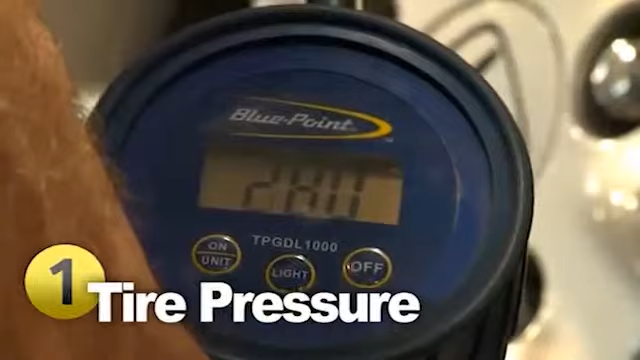 Blue-Point
TPGDL1000
ON
UNIT
LIGHT
OFF
1
Tire Pressure